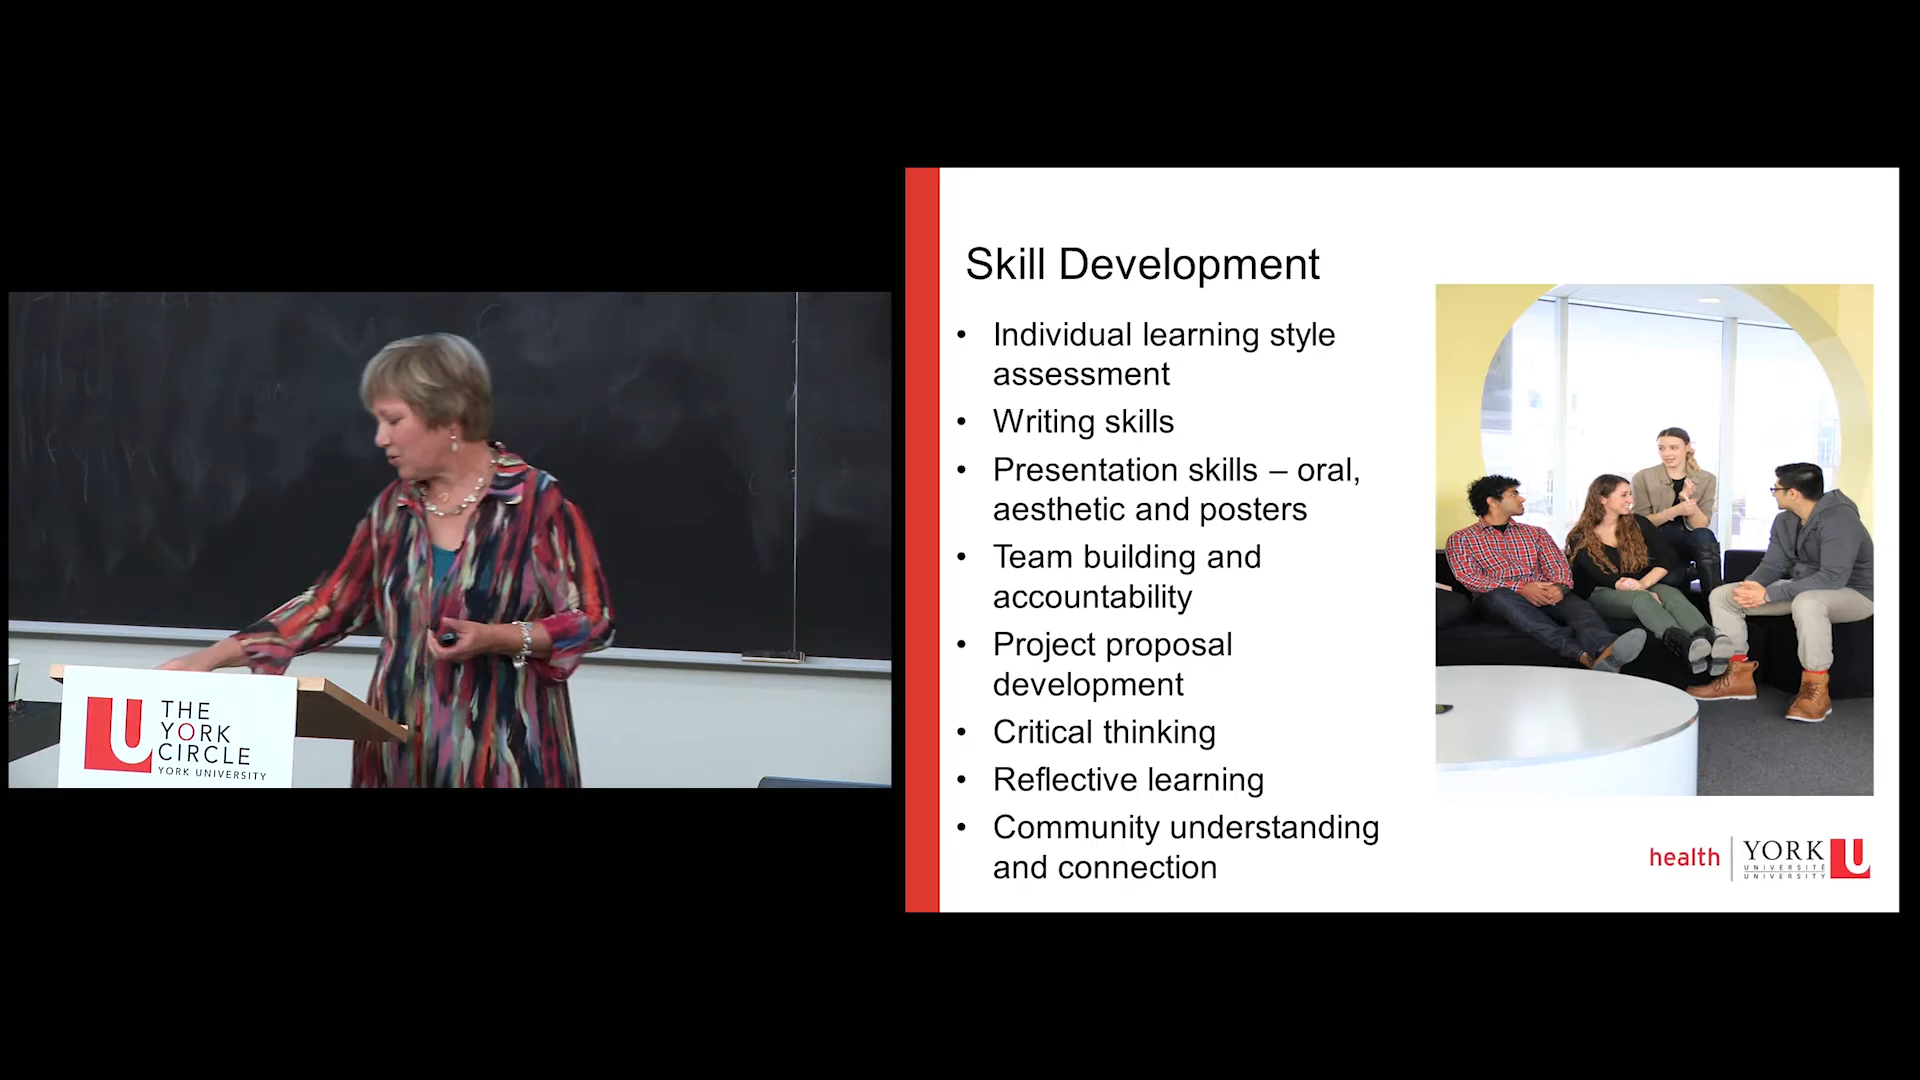 Skill Development
• Individual learning style
assessment
• Writing skills
• Presentation skills – oral,
aesthetic and posters
• Team building and
accountability
• Project proposal
development
• Critical thinking
• Reflective learning
• Community understanding
and connection
health
YORK
UNIVERSITÉ
UNIVERSITY
U
U
THE
YORK
CIRCLE
YORK UNIVERSITY